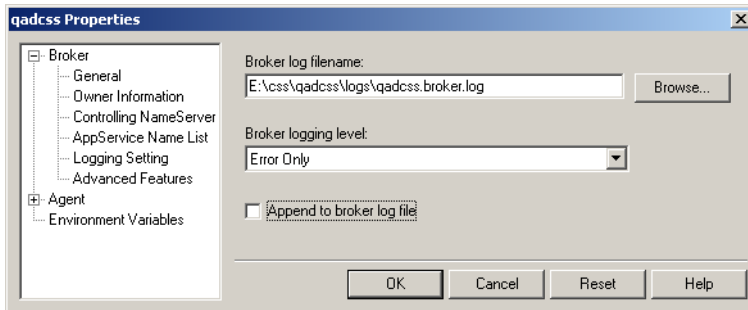 qadcss Properties
Broker
General
Owner Information
Controlling NameServer
AppService Name List
Logging Setting
Advanced Features
Agent
Environment Variables
Broker log filename:
E:\css\qadcss\logs\qadcss.broker.log
Browse...
Broker logging level:
Error Only
Append to broker log file
OK
Cancel
Reset
Help